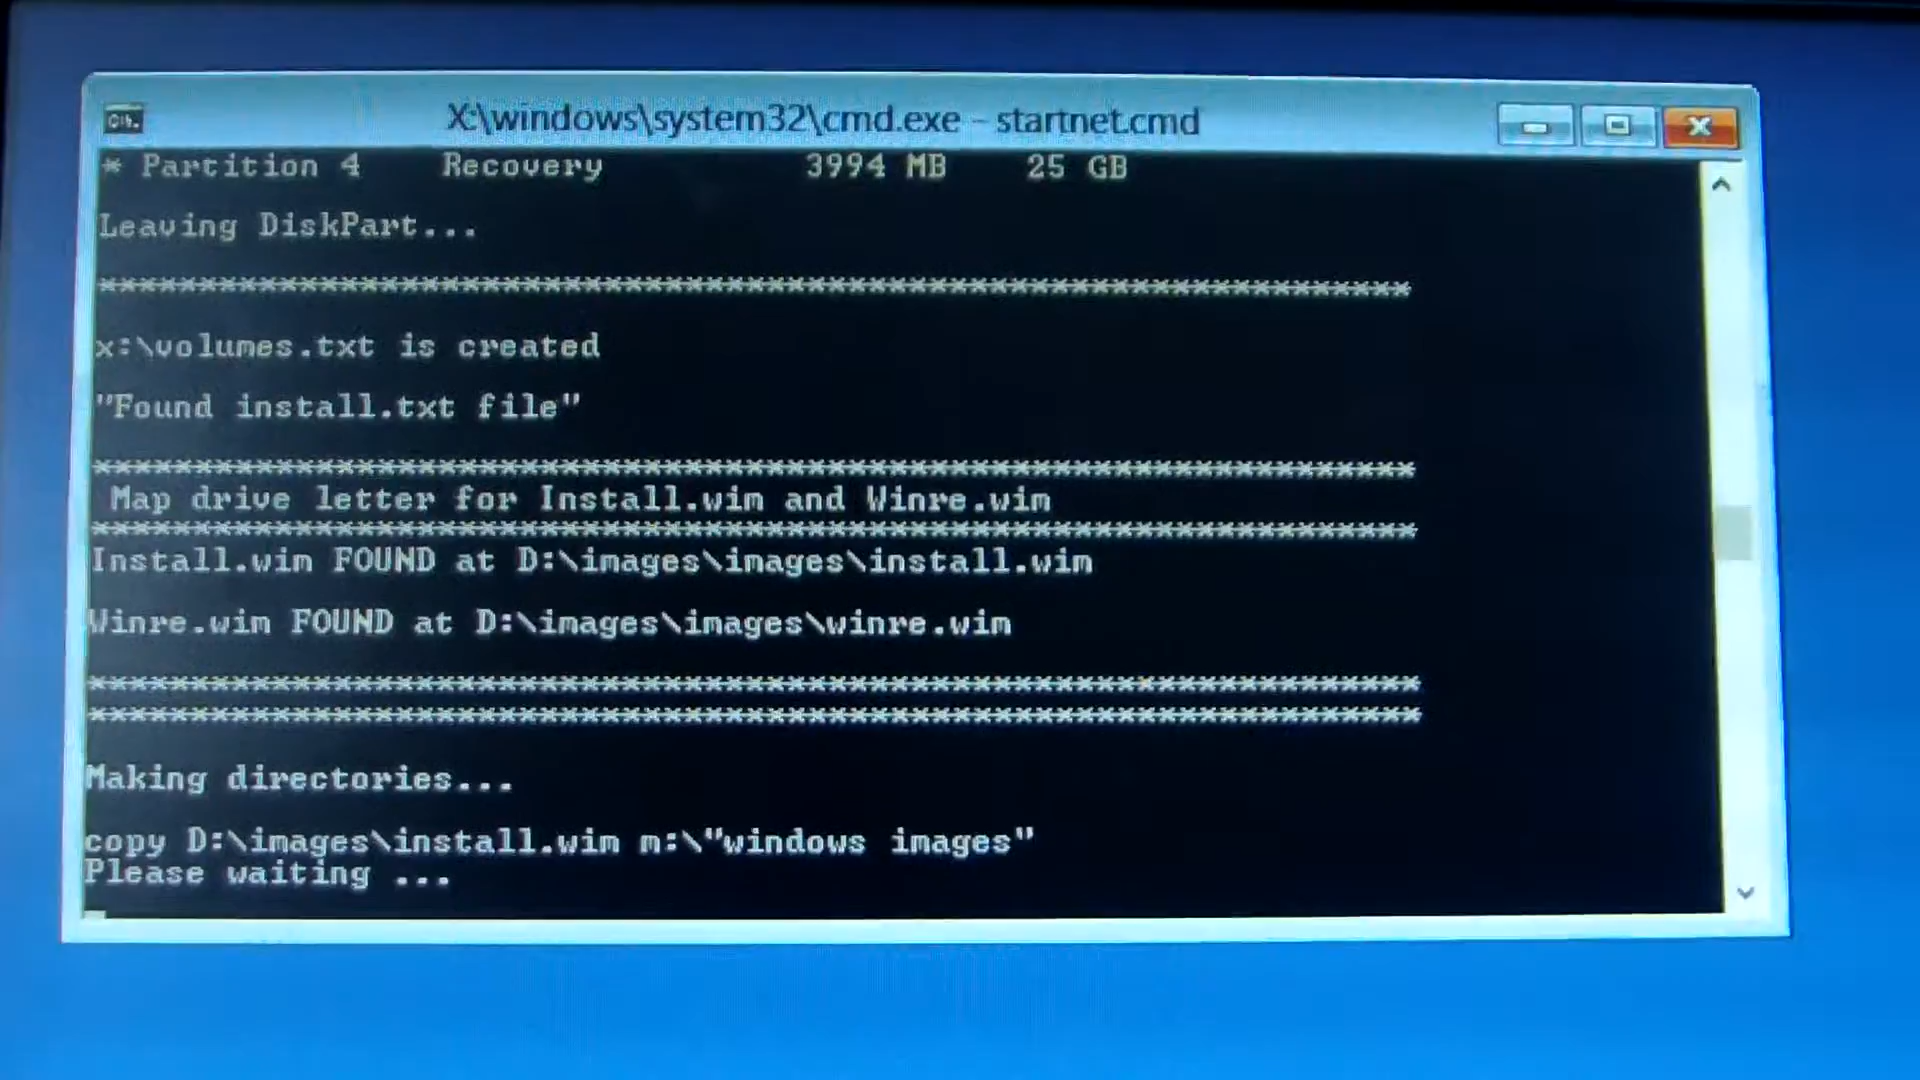 X:\windows\system32\cmd.exe - startnet.cmd
* Partition 4 Recovery 3994 MB 25 GB
Leaving DiskPart...
*****************************************************************
x:\volumes.txt is created
"Found install.txt file"
*****************************************************************
Map drive letter for Install.wim and Winre.wim
*****************************************************************
Install.wim FOUND at D:\images\images\install.wim
Winre.wim FOUND at D:\images\images\winre.wim
*****************************************************************
*****************************************************************
Making directories...
copy D:\images\install.wim m:\"windows images"
Please waiting ...